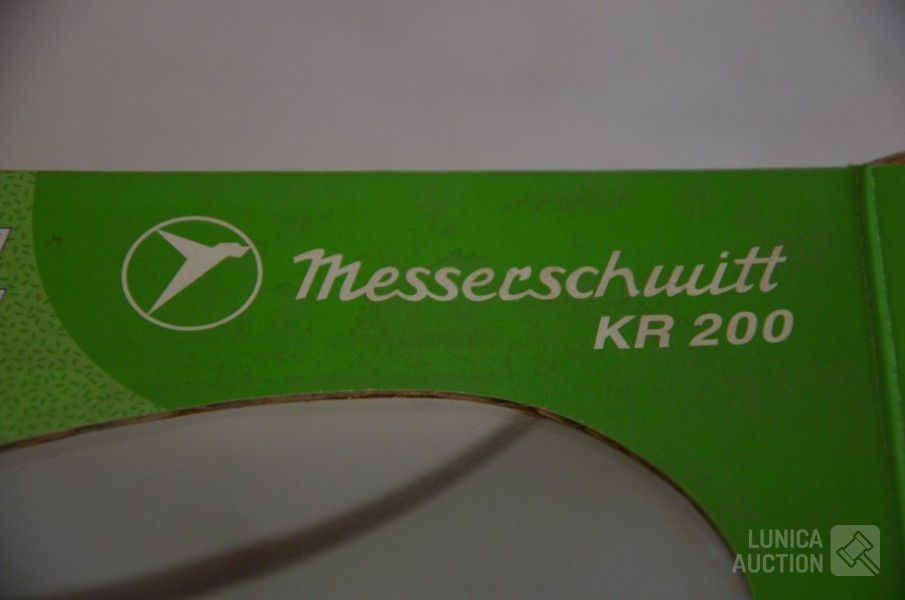 Messerschmitt
KR 200
LUNICA
AUCTION